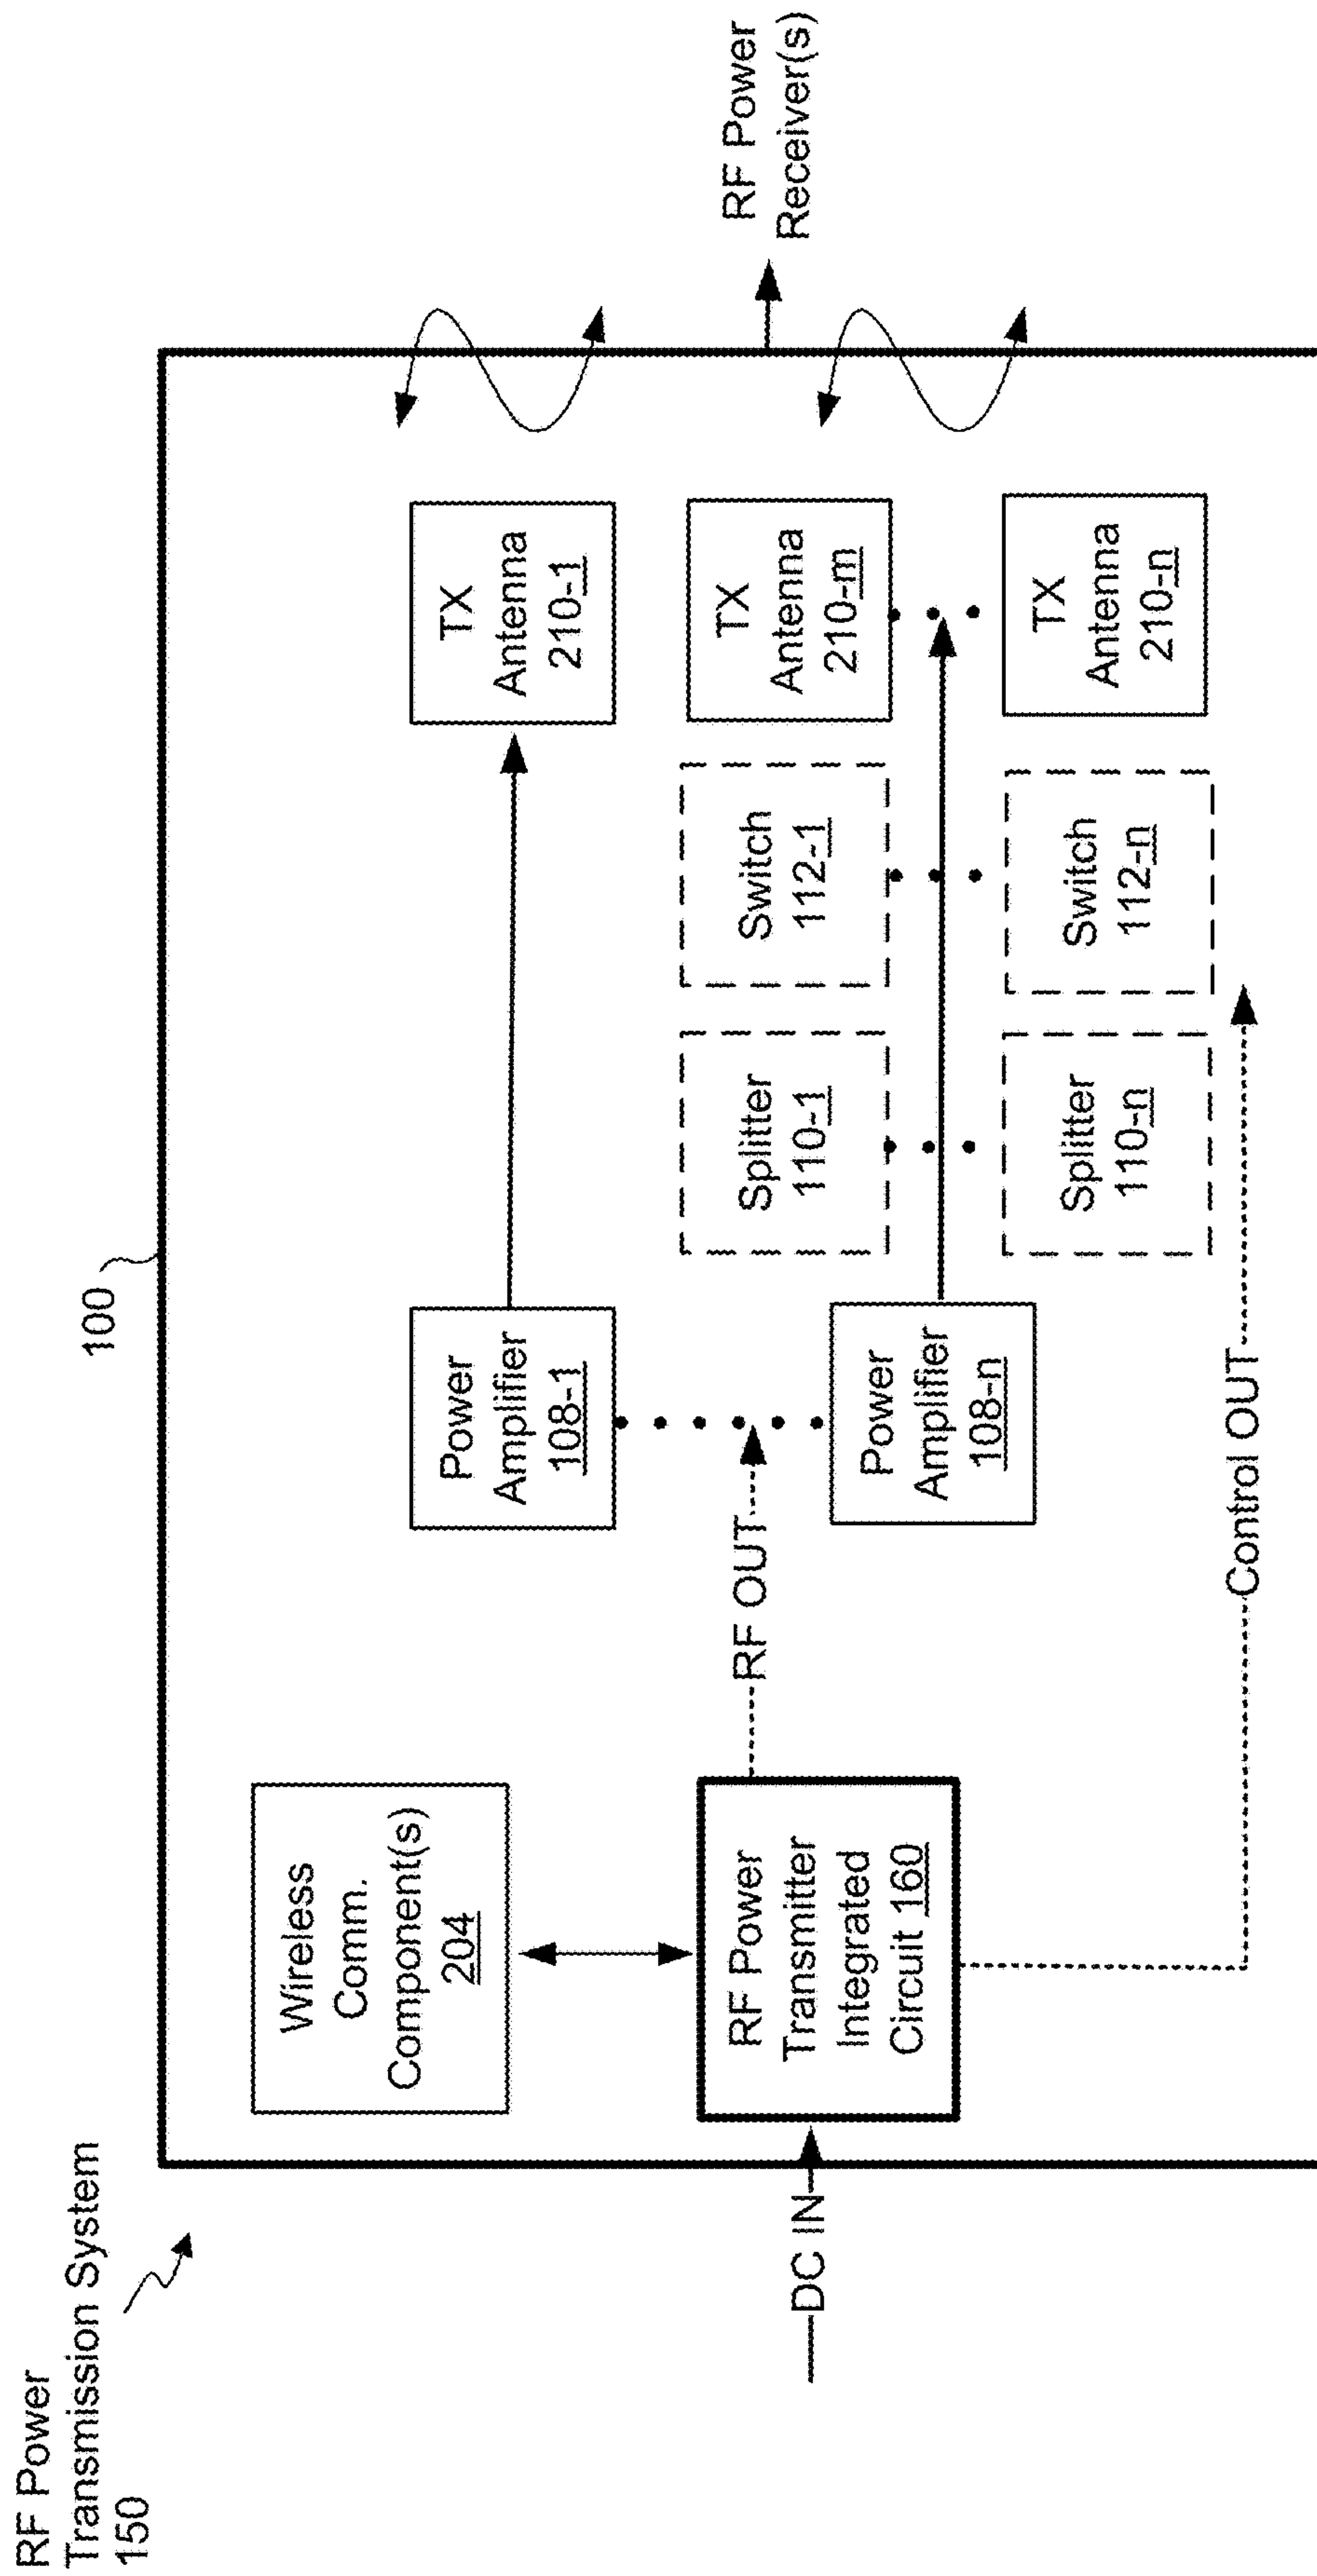 RF Power
Transmission System
150
100
Wireless
Comm.
Component(s)
204
DC IN
RF Power
Transmitter
Integrated
Circuit 160
RF OUT
Control OUT
Power
Amplifier
108-1
Power
Amplifier
108-n
Splitter
110-1
Splitter
110-n
Switch
112-1
Switch
112-n
TX
Antenna
210-1
TX
Antenna
210-m
TX
Antenna
210-n
RF Power
Receiver(s)